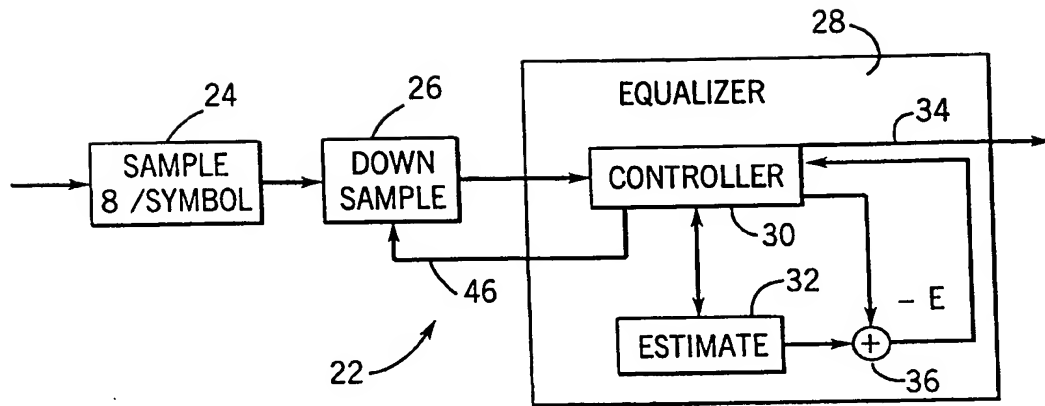 28
EQUALIZER
24
26
34
SAMPLE
8 /SYMBOL
DOWN
SAMPLE
CONTROLLER
30
46
32
– E
ESTIMATE
+
22
36